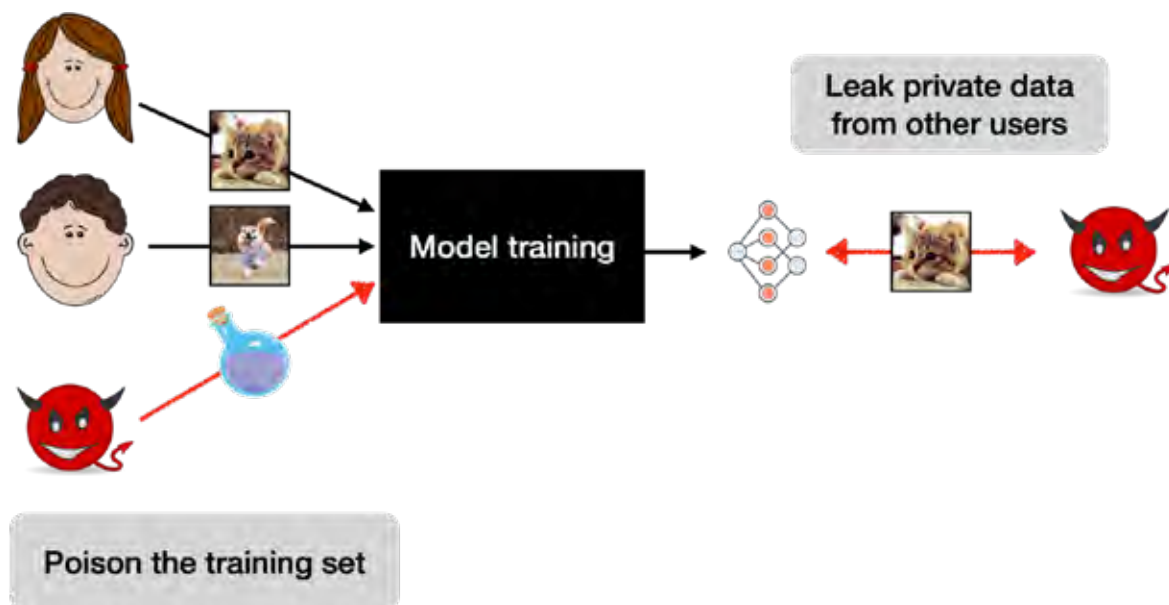 Leak private data
from other users
Model training
Poison the training set